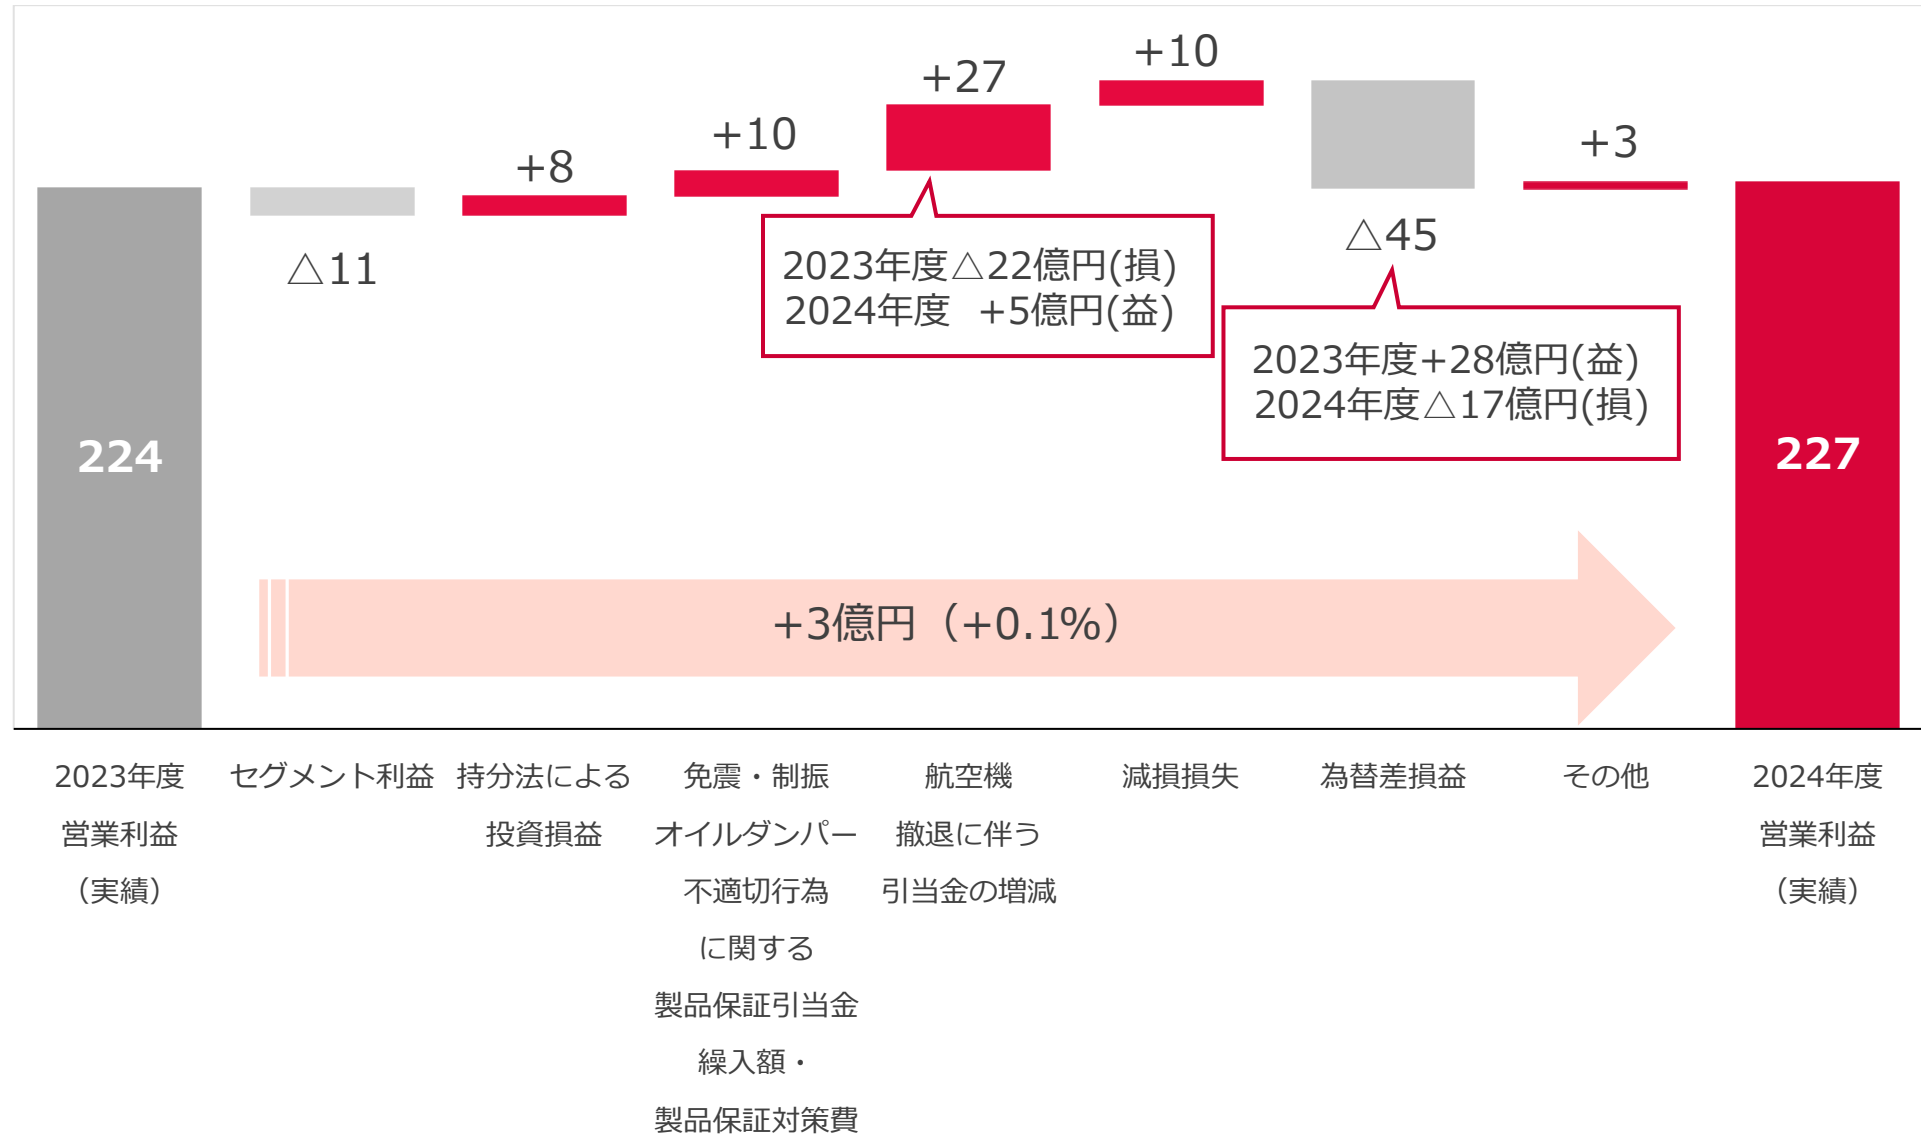 224
△11
+8
+10
+27
2023年度△22億円(損)
2024年度 +5億円(益)
+10
△45
2023年度+28億円(益)
2024年度△17億円(損)
+3
227
+3億円（+0.1%）
2023年度
営業利益
（実績）
セグメント利益
持分法による
投資損益
免震・制振
オイルダンパー
不適切行為
に関する
製品保証引当金
繰入額・
製品保証対策費
航空機
撤退に伴う
引当金の増減
減損損失
為替差損益
その他
2024年度
営業利益
（実績）